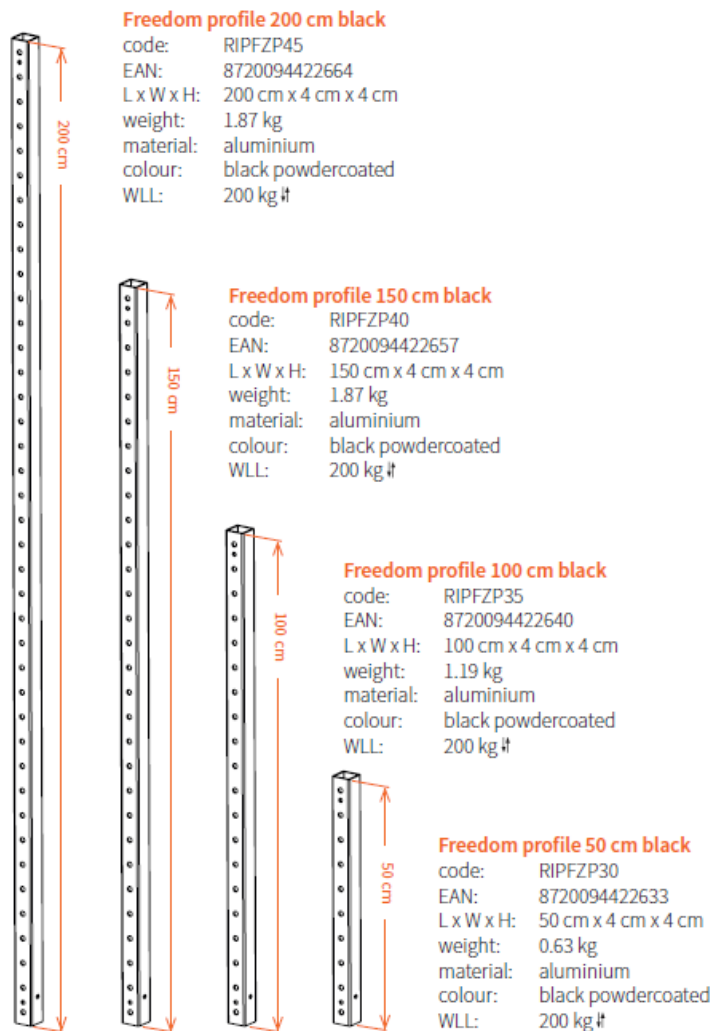 Freedom profile 200 cm black
code: RIPFZP45
EAN: 8720094422664
L x W x H: 200 cm x 4 cm x 4 cm
weight: 1.87 kg
material: aluminium
colour: black powdercoated
WLL: 200 kg
200 cm
Freedom profile 150 cm black
code: RIPFZP40
EAN: 8720094422657
L x W x H: 150 cm x 4 cm x 4 cm
weight: 1.87 kg
material: aluminium
colour: black powdercoated
WLL: 200 kg
150 cm
Freedom profile 100 cm black
code: RIPFZP35
EAN: 8720094422640
L x W x H: 100 cm x 4 cm x 4 cm
weight: 1.19 kg
material: aluminium
colour: black powdercoated
WLL: 200 kg
100 cm
Freedom profile 50 cm black
code: RIPFZP30
EAN: 8720094422633
L x W x H: 50 cm x 4 cm x 4 cm
weight: 0.63 kg
material: aluminium
colour: black powdercoated
WLL: 200 kg
50 cm